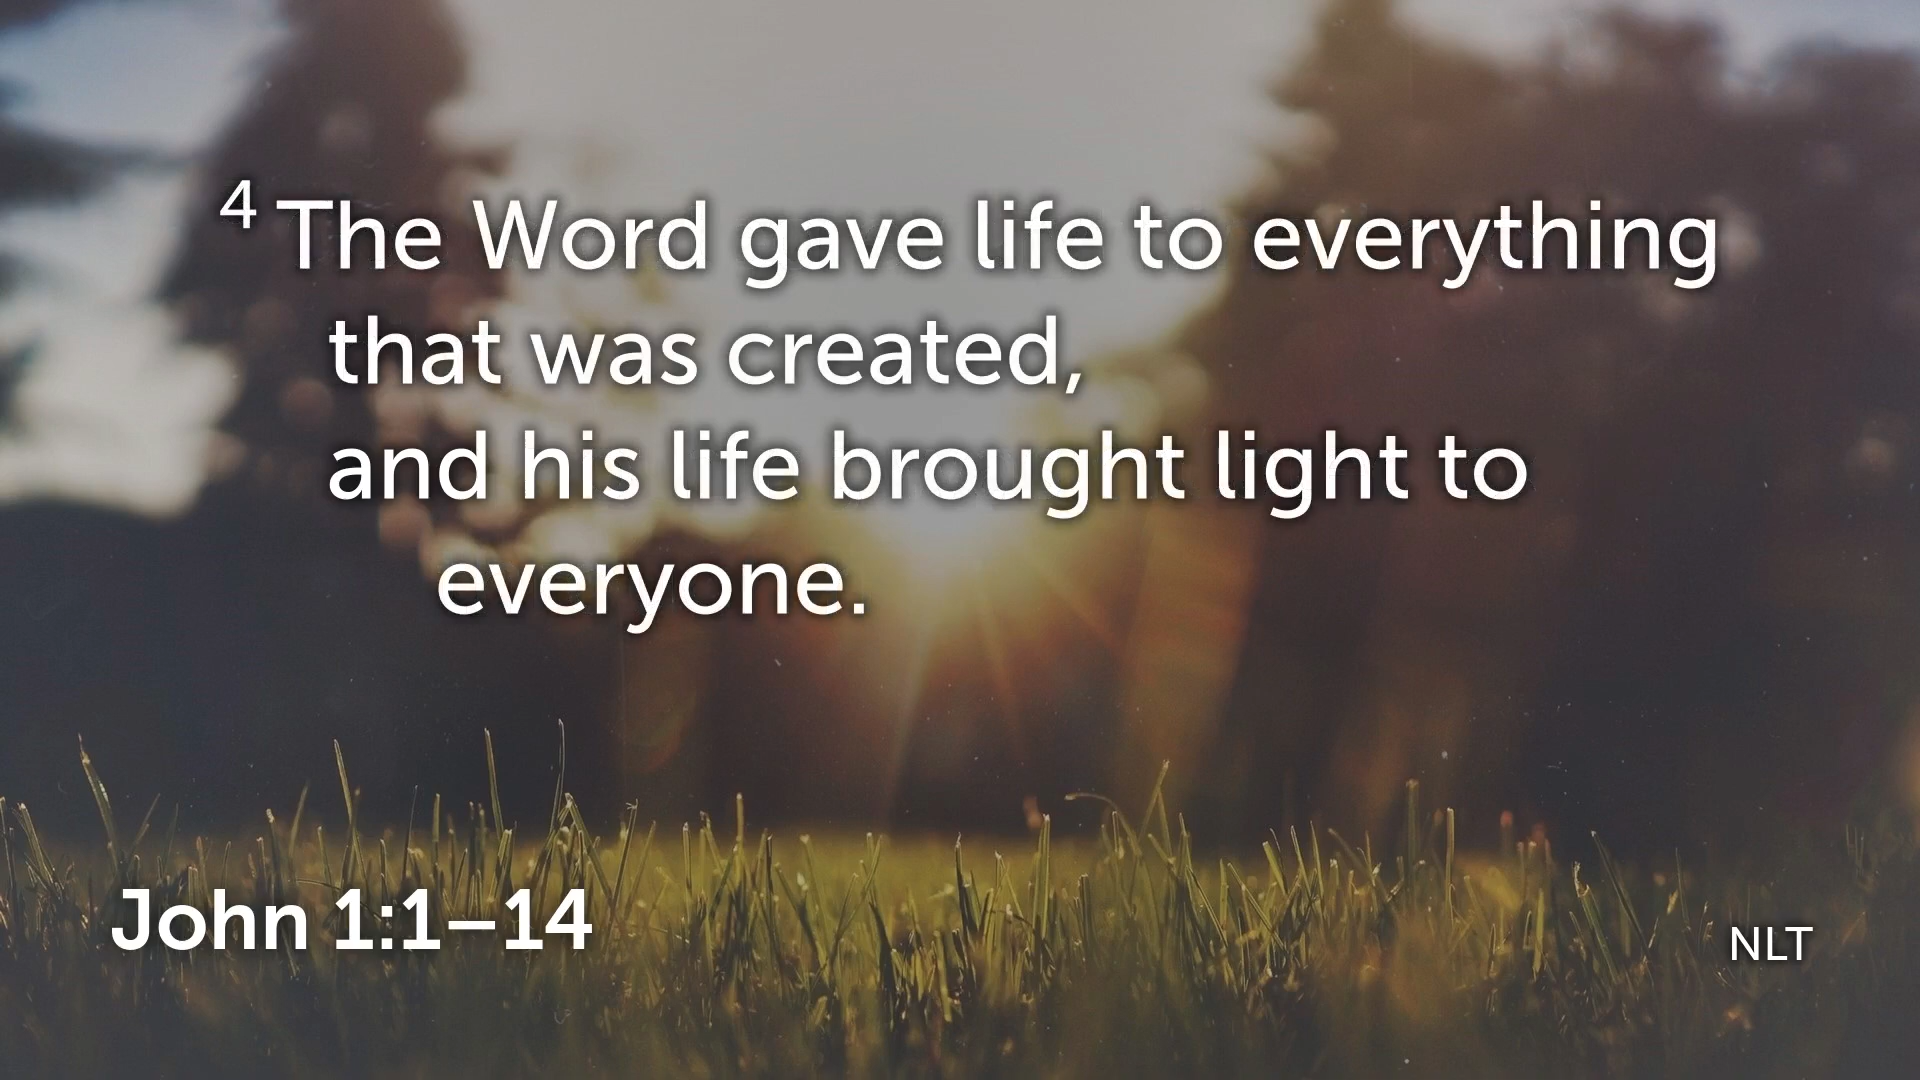 4 The Word gave life to everything
that was created,
and his life brought light to
everyone.
John 1:1–14
NLT